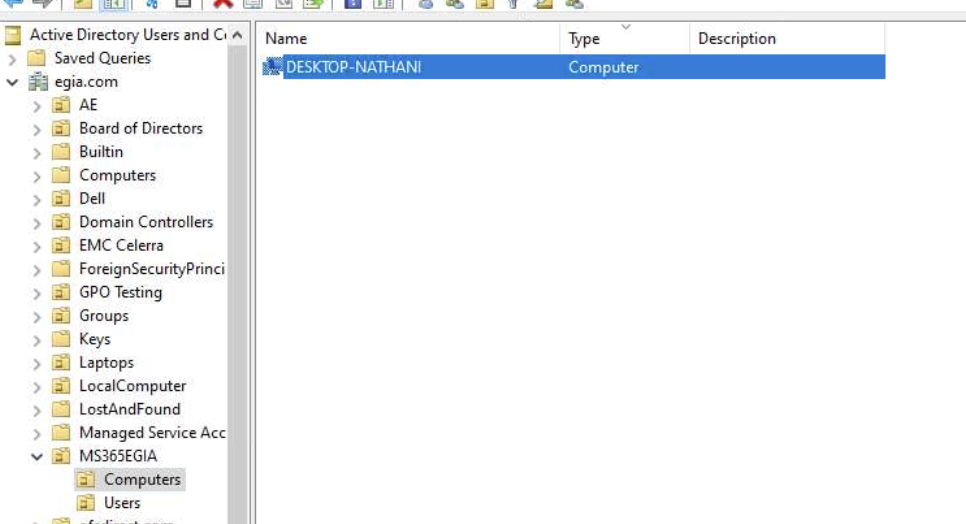 Active Directory Users and C
Name Type Description
Saved Queries
DESKTOP-NATHANI Computer
egia.com
AE
Board of Directors
Builtin
Computers
Dell
Domain Controllers
EMC Celerra
ForeignSecurityPrinci
GPO Testing
Groups
Keys
Laptops
LocalComputer
LostAndFound
Managed Service Acc
MS365EGIA
Computers
Users